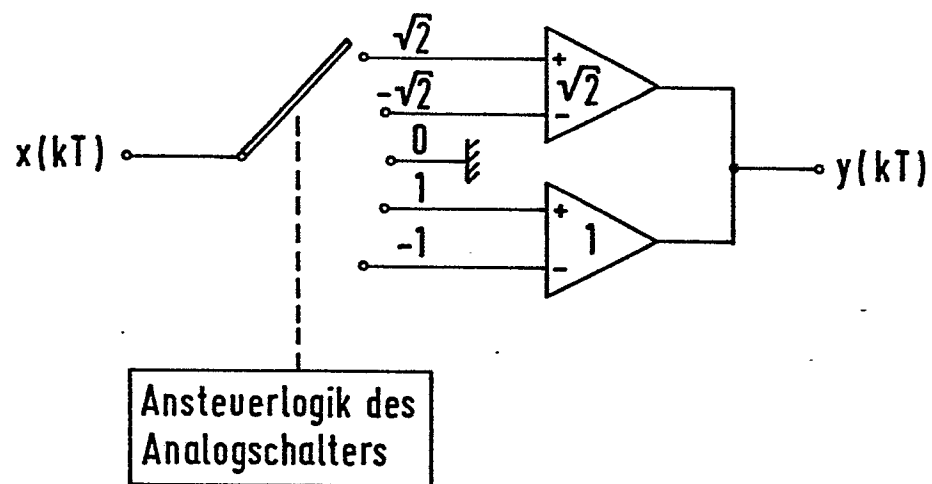 √2
+
√2
-√2
-
x(kT)
0
y(kT)
1
+
1
-1
-
Ansteuerlogik des
Analogschalters